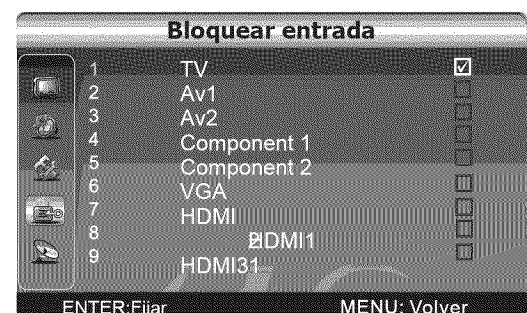 Bloquear entrada
1 TV
2 Av1
3 Av2
4 Component 1
5 Component 2
6 VGA
7 HDMI
8 HDMI1
9 HDMI31
ENTER:Fijar MENU: Volver